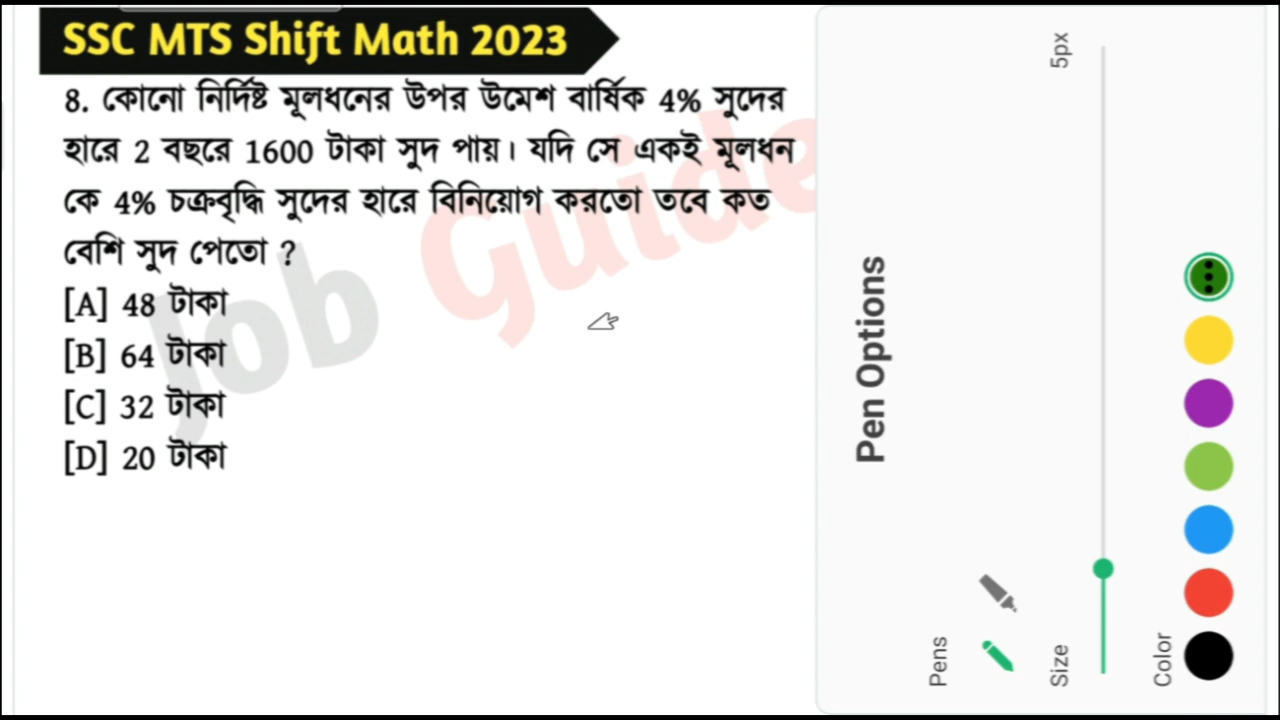 SSC MTS Shift Math 2023
8. কোনো নির্দিষ্ট মূলধনের উপর উমেশ বার্ষিক 4% সুদের
হারে 2 বছরে 1600 টাকা সুদ পায়। যদি সে একই মূলধন
কে 4% চক্রবৃদ্ধি সুদের হারে বিনিয়োগ করতো তবে কত
বেশি সুদ পেতো ?
[A] 48 টাকা
[B] 64 টাকা
[C] 32 টাকা
[D] 20 টাকা
Job Guide
Pen Options
Pens
Size
5px
Color